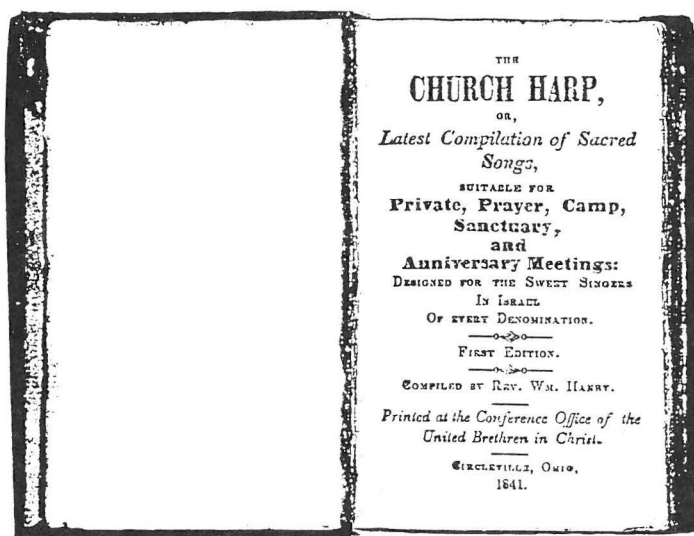 THE
CHURCH HARP,
OR,
Latest Compilation of Sacred
Songs,
SUITABLE FOR
Private, Prayer, Camp,
Sanctuary,
and
Anniversary Meetings:
DESIGNED FOR THE SWEET SINGERS
IN ISRAEL
OF EVERY DENOMINATION.
FIRST EDITION.
COMPILED BY REV. WM. HANBY.
Printed at the Conference Office of the
United Brethren in Christ.
CIRCLEVILLE, OHIO,
1841.